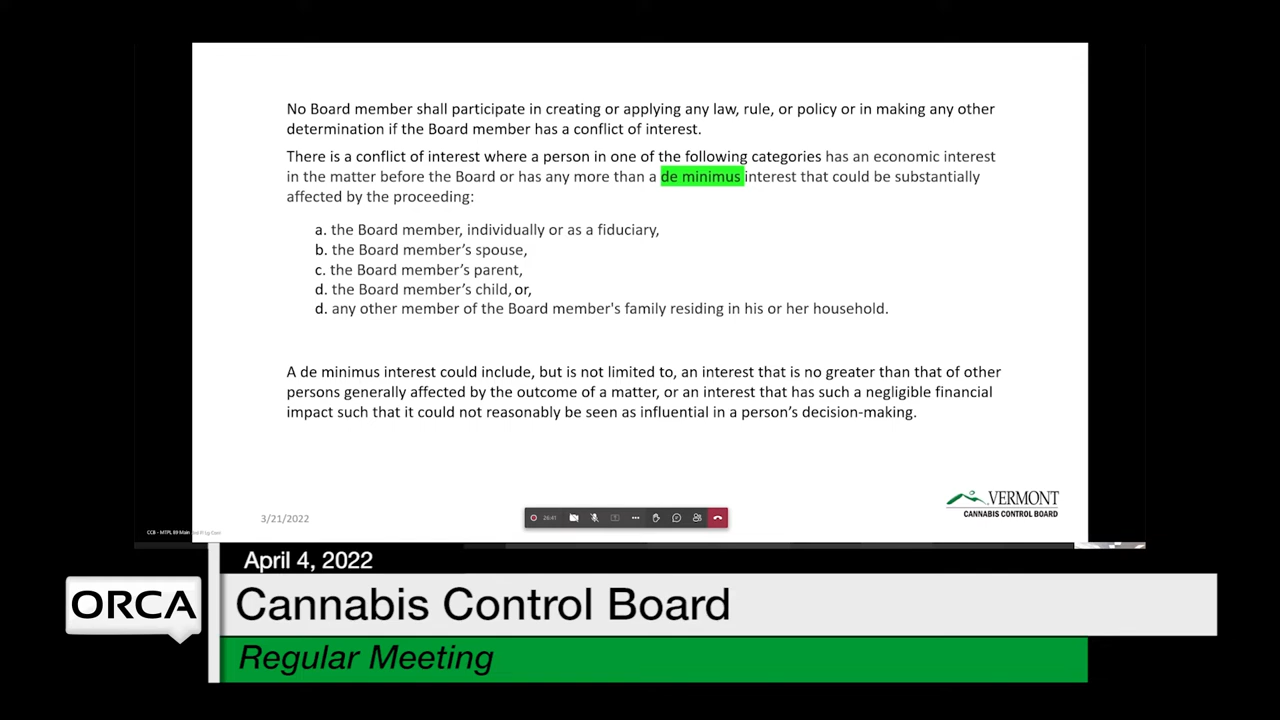 No Board member shall participate in creating or applying any law, rule, or policy or in making any other
determination if the Board member has a conflict of interest.
There is a conflict of interest where a person in one of the following categories has an economic interest
in the matter before the Board or has any more than a de minimus interest that could be substantially
affected by the proceeding:
a. the Board member, individually or as a fiduciary,
b. the Board member’s spouse,
c. the Board member’s parent,
d. the Board member’s child, or,
d. any other member of the Board member's family residing in his or her household.
A de minimus interest could include, but is not limited to, an interest that is no greater than that of other
persons generally affected by the outcome of a matter, or an interest that has such a negligible financial
impact such that it could not reasonably be seen as influential in a person’s decision-making.
VERMONT
CANNABIS CONTROL BOARD
3/21/2022
26:41
CCB - MTPL 89 Main
April 4, 2022
ORCA
Cannabis Control Board
Regular Meeting